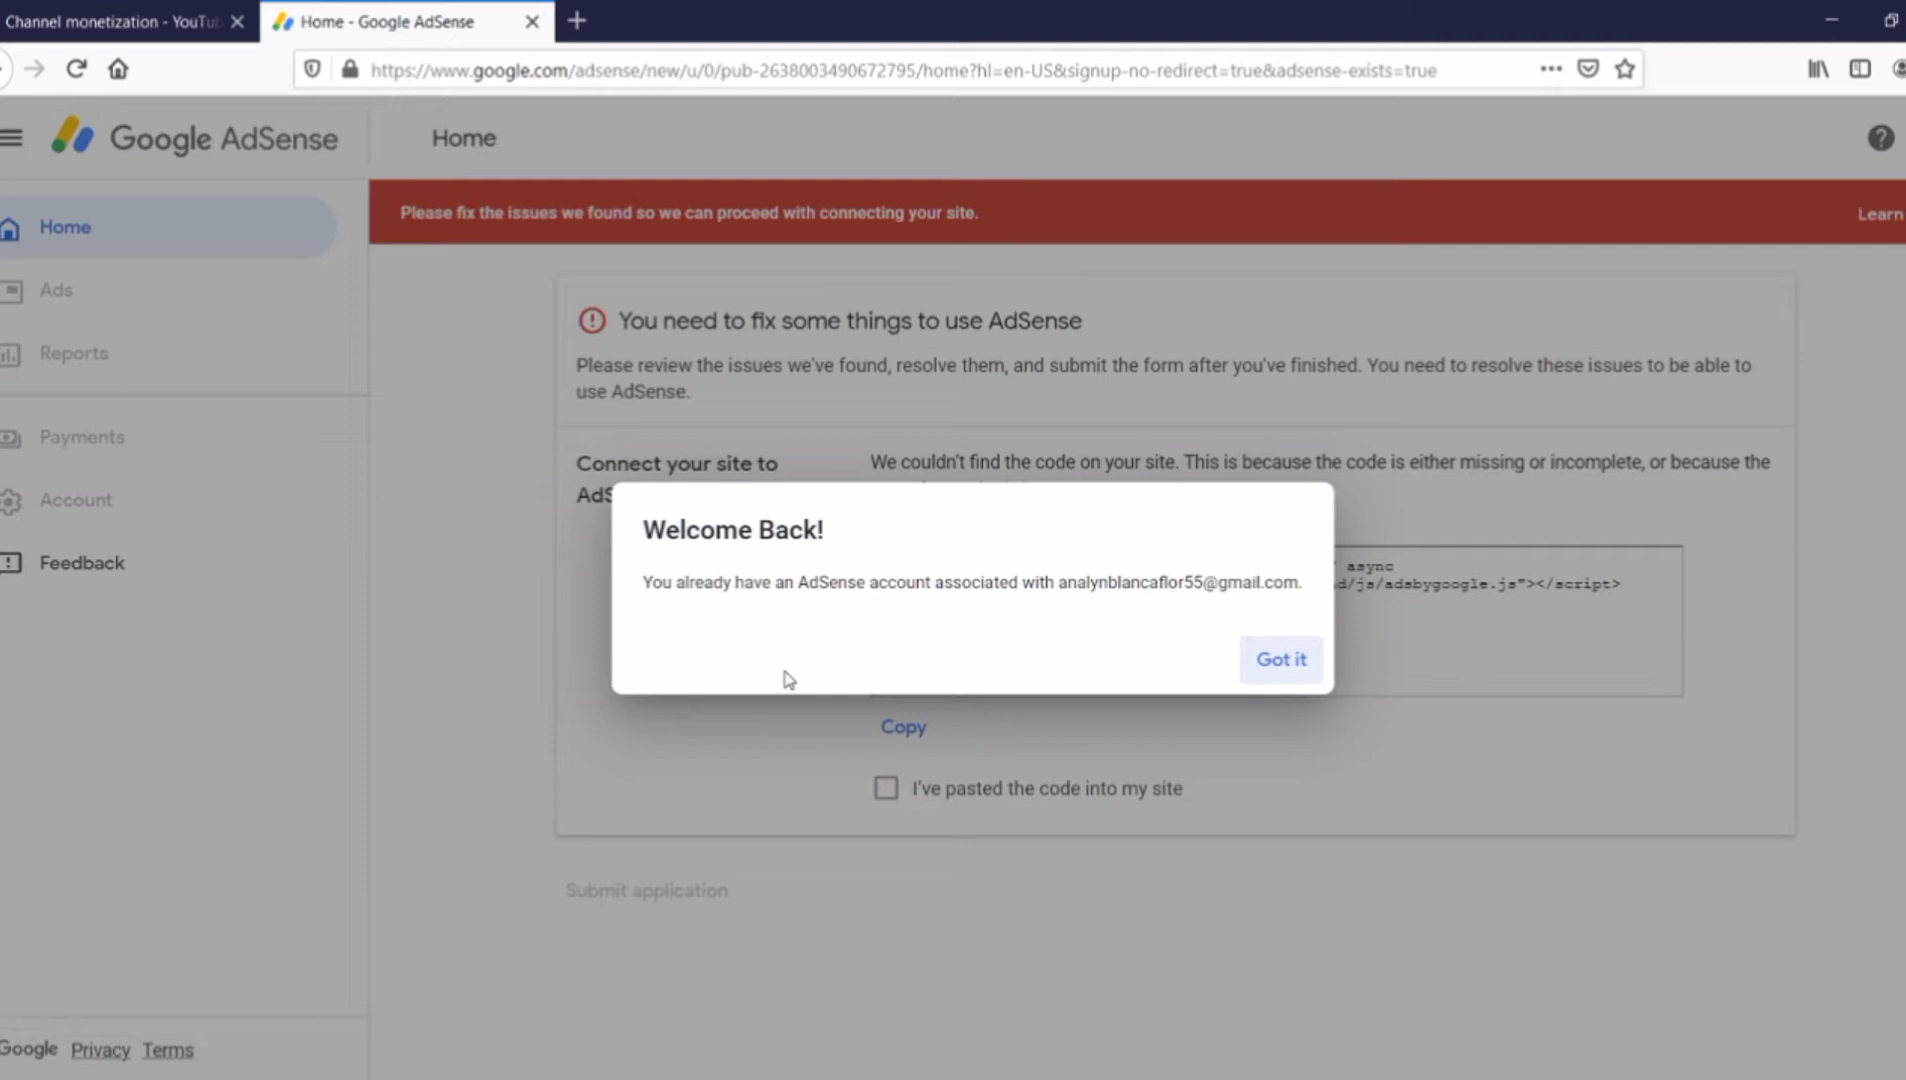 Channel monetization - YouTu
Home - Google AdSense
https://www.google.com/adsense/new/u/0/pub-2638003490672795/home?hl=en-US&signup-no-redirect=true&adsense-exists=true
Google AdSense
Home
Please fix the issues we found so we can proceed with connecting your site.
Learn
Home
Ads
Reports
Payments
Account
Feedback
You need to fix some things to use AdSense
Please review the issues we've found, resolve them, and submit the form after you've finished. You need to resolve these issues to be able to
use AdSense.
Connect your site to
AdS
We couldn't find the code on your site. This is because the code is either missing or incomplete, or because the
Welcome Back!
You already have an AdSense account associated with analynblancaflor55@gmail.com.
Got it
async
d/js/adsbygoogle.js"></script>
Copy
I've pasted the code into my site
Submit application
Google Privacy Terms